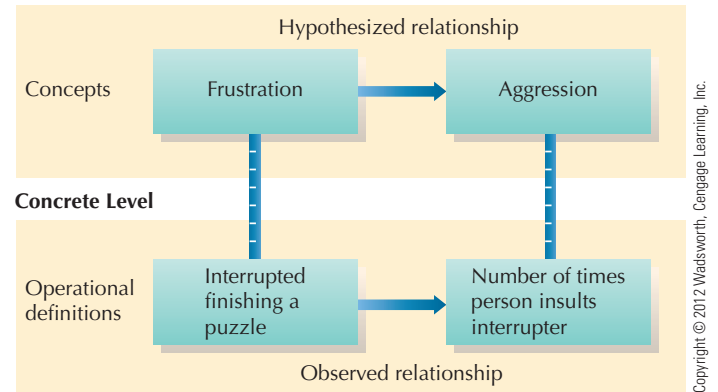 Hypothesized relationship
Concepts
Frustration
Aggression
Concrete Level
Operational
definitions
Interrupted
finishing a
puzzle
Number of times
person insults
interrupter
Observed relationship
Copyright © 2012 Wadsworth, Cengage Learning, Inc.